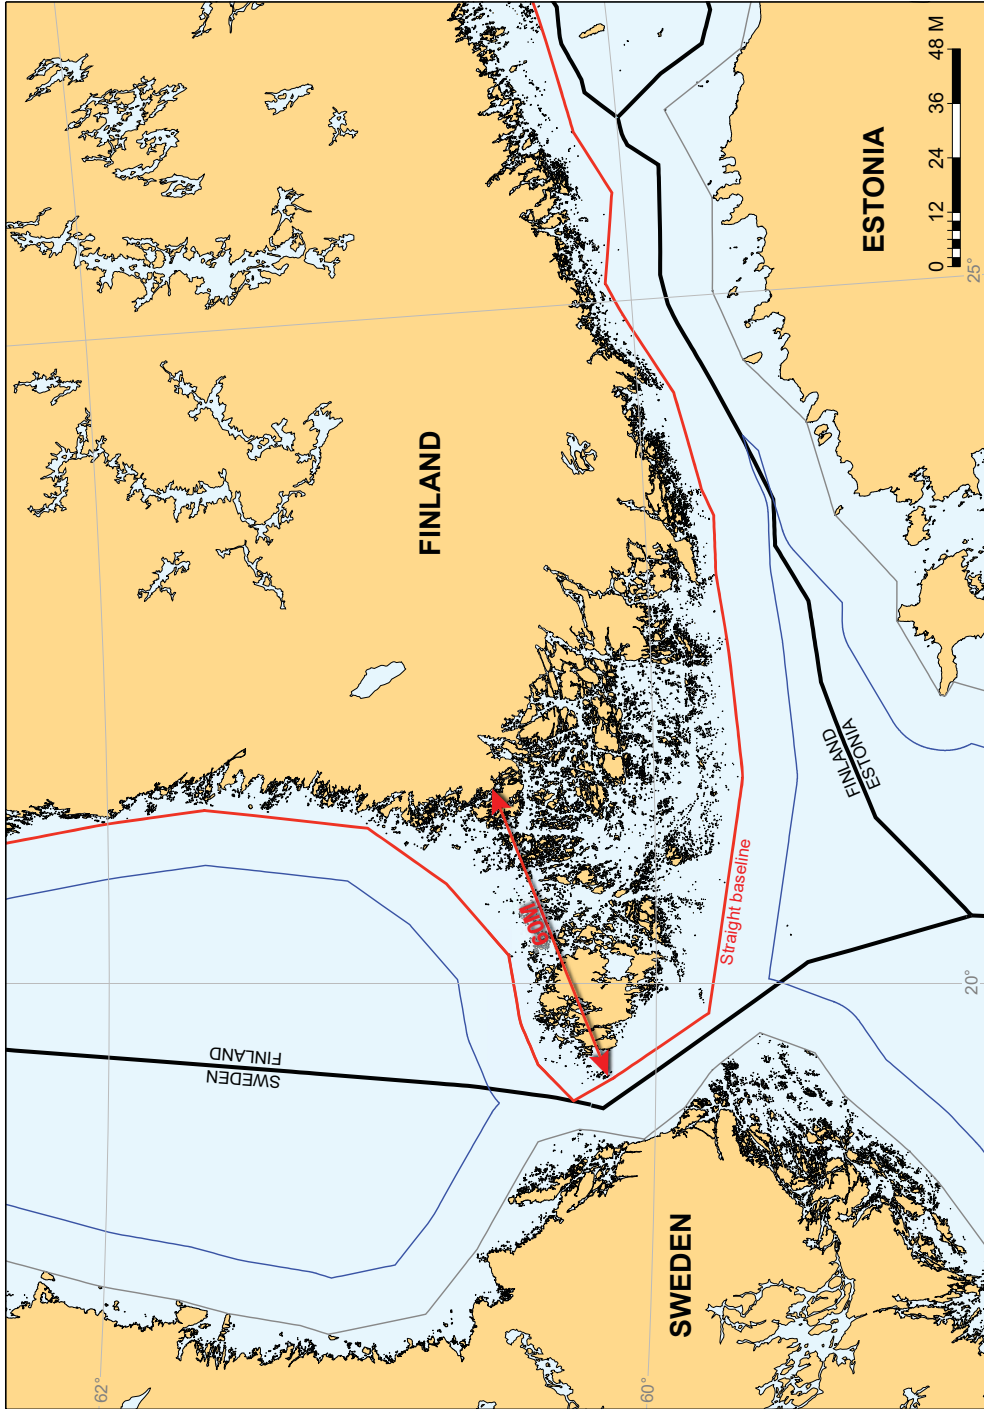 62°
60°
20°
25°
FINLAND
SWEDEN
ESTONIA
SWEDEN
FINLAND
FINLAND
ESTONIA
60M
Straight baseline
0 12 24 36 48 M